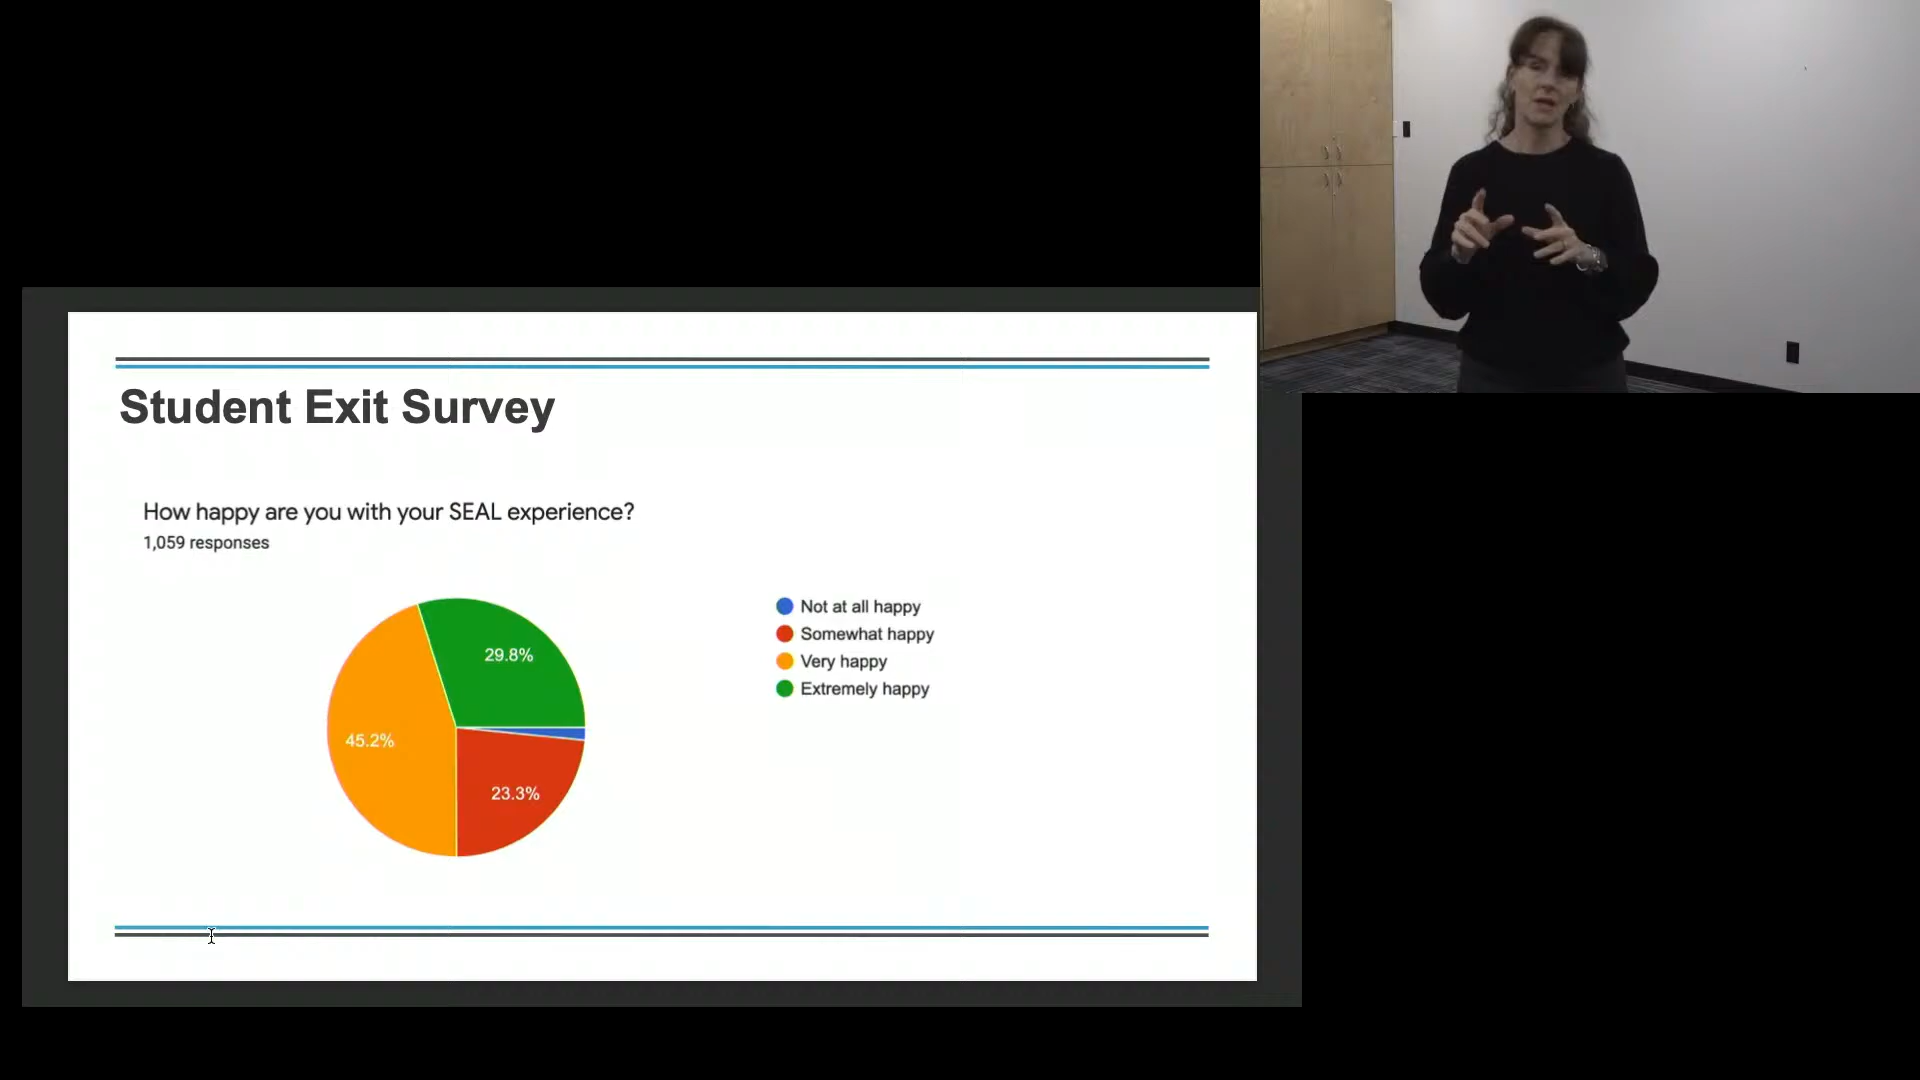 Student Exit Survey
How happy are you with your SEAL experience?
1,059 responses
29.8%
45.2%
23.3%
Not at all happy
Somewhat happy
Very happy
Extremely happy